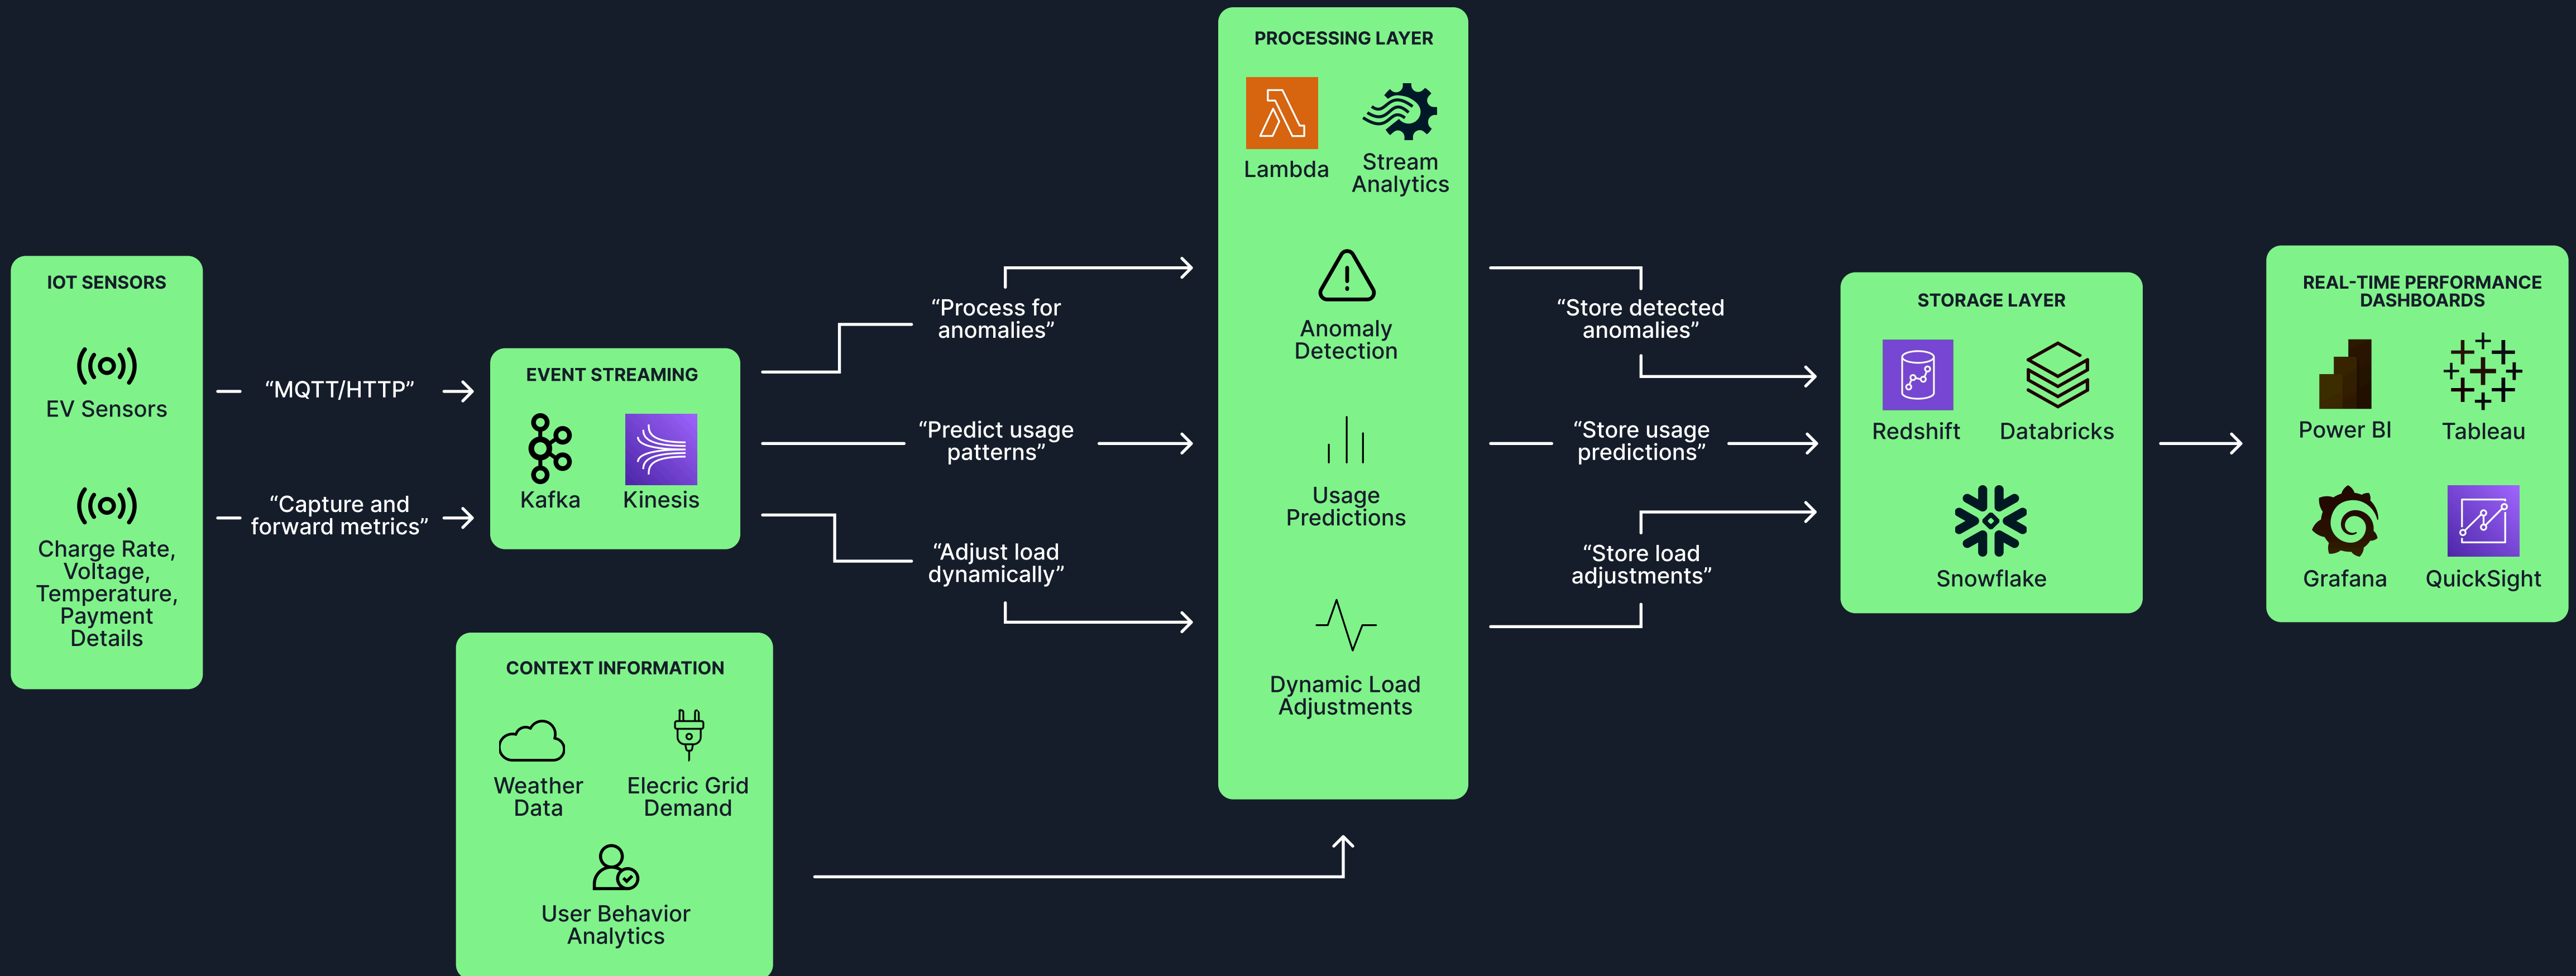 IOT SENSORS
EV Sensors
Charge Rate,
Voltage,
Temperature,
Payment
Details
“MQTT/HTTP”
“Capture and
forward metrics”
EVENT STREAMING
Kafka
Kinesis
CONTEXT INFORMATION
Weather
Data
Elecric Grid
Demand
User Behavior
Analytics
“Process for
anomalies”
“Predict usage
patterns”
“Adjust load
dynamically”
PROCESSING LAYER
Lambda
Stream
Analytics
Anomaly
Detection
Usage
Predictions
Dynamic Load
Adjustments
“Store detected
anomalies”
“Store usage
predictions”
“Store load
adjustments”
STORAGE LAYER
Redshift
Databricks
Snowflake
REAL-TIME PERFORMANCE
DASHBOARDS
Power BI
Tableau
Grafana
QuickSight